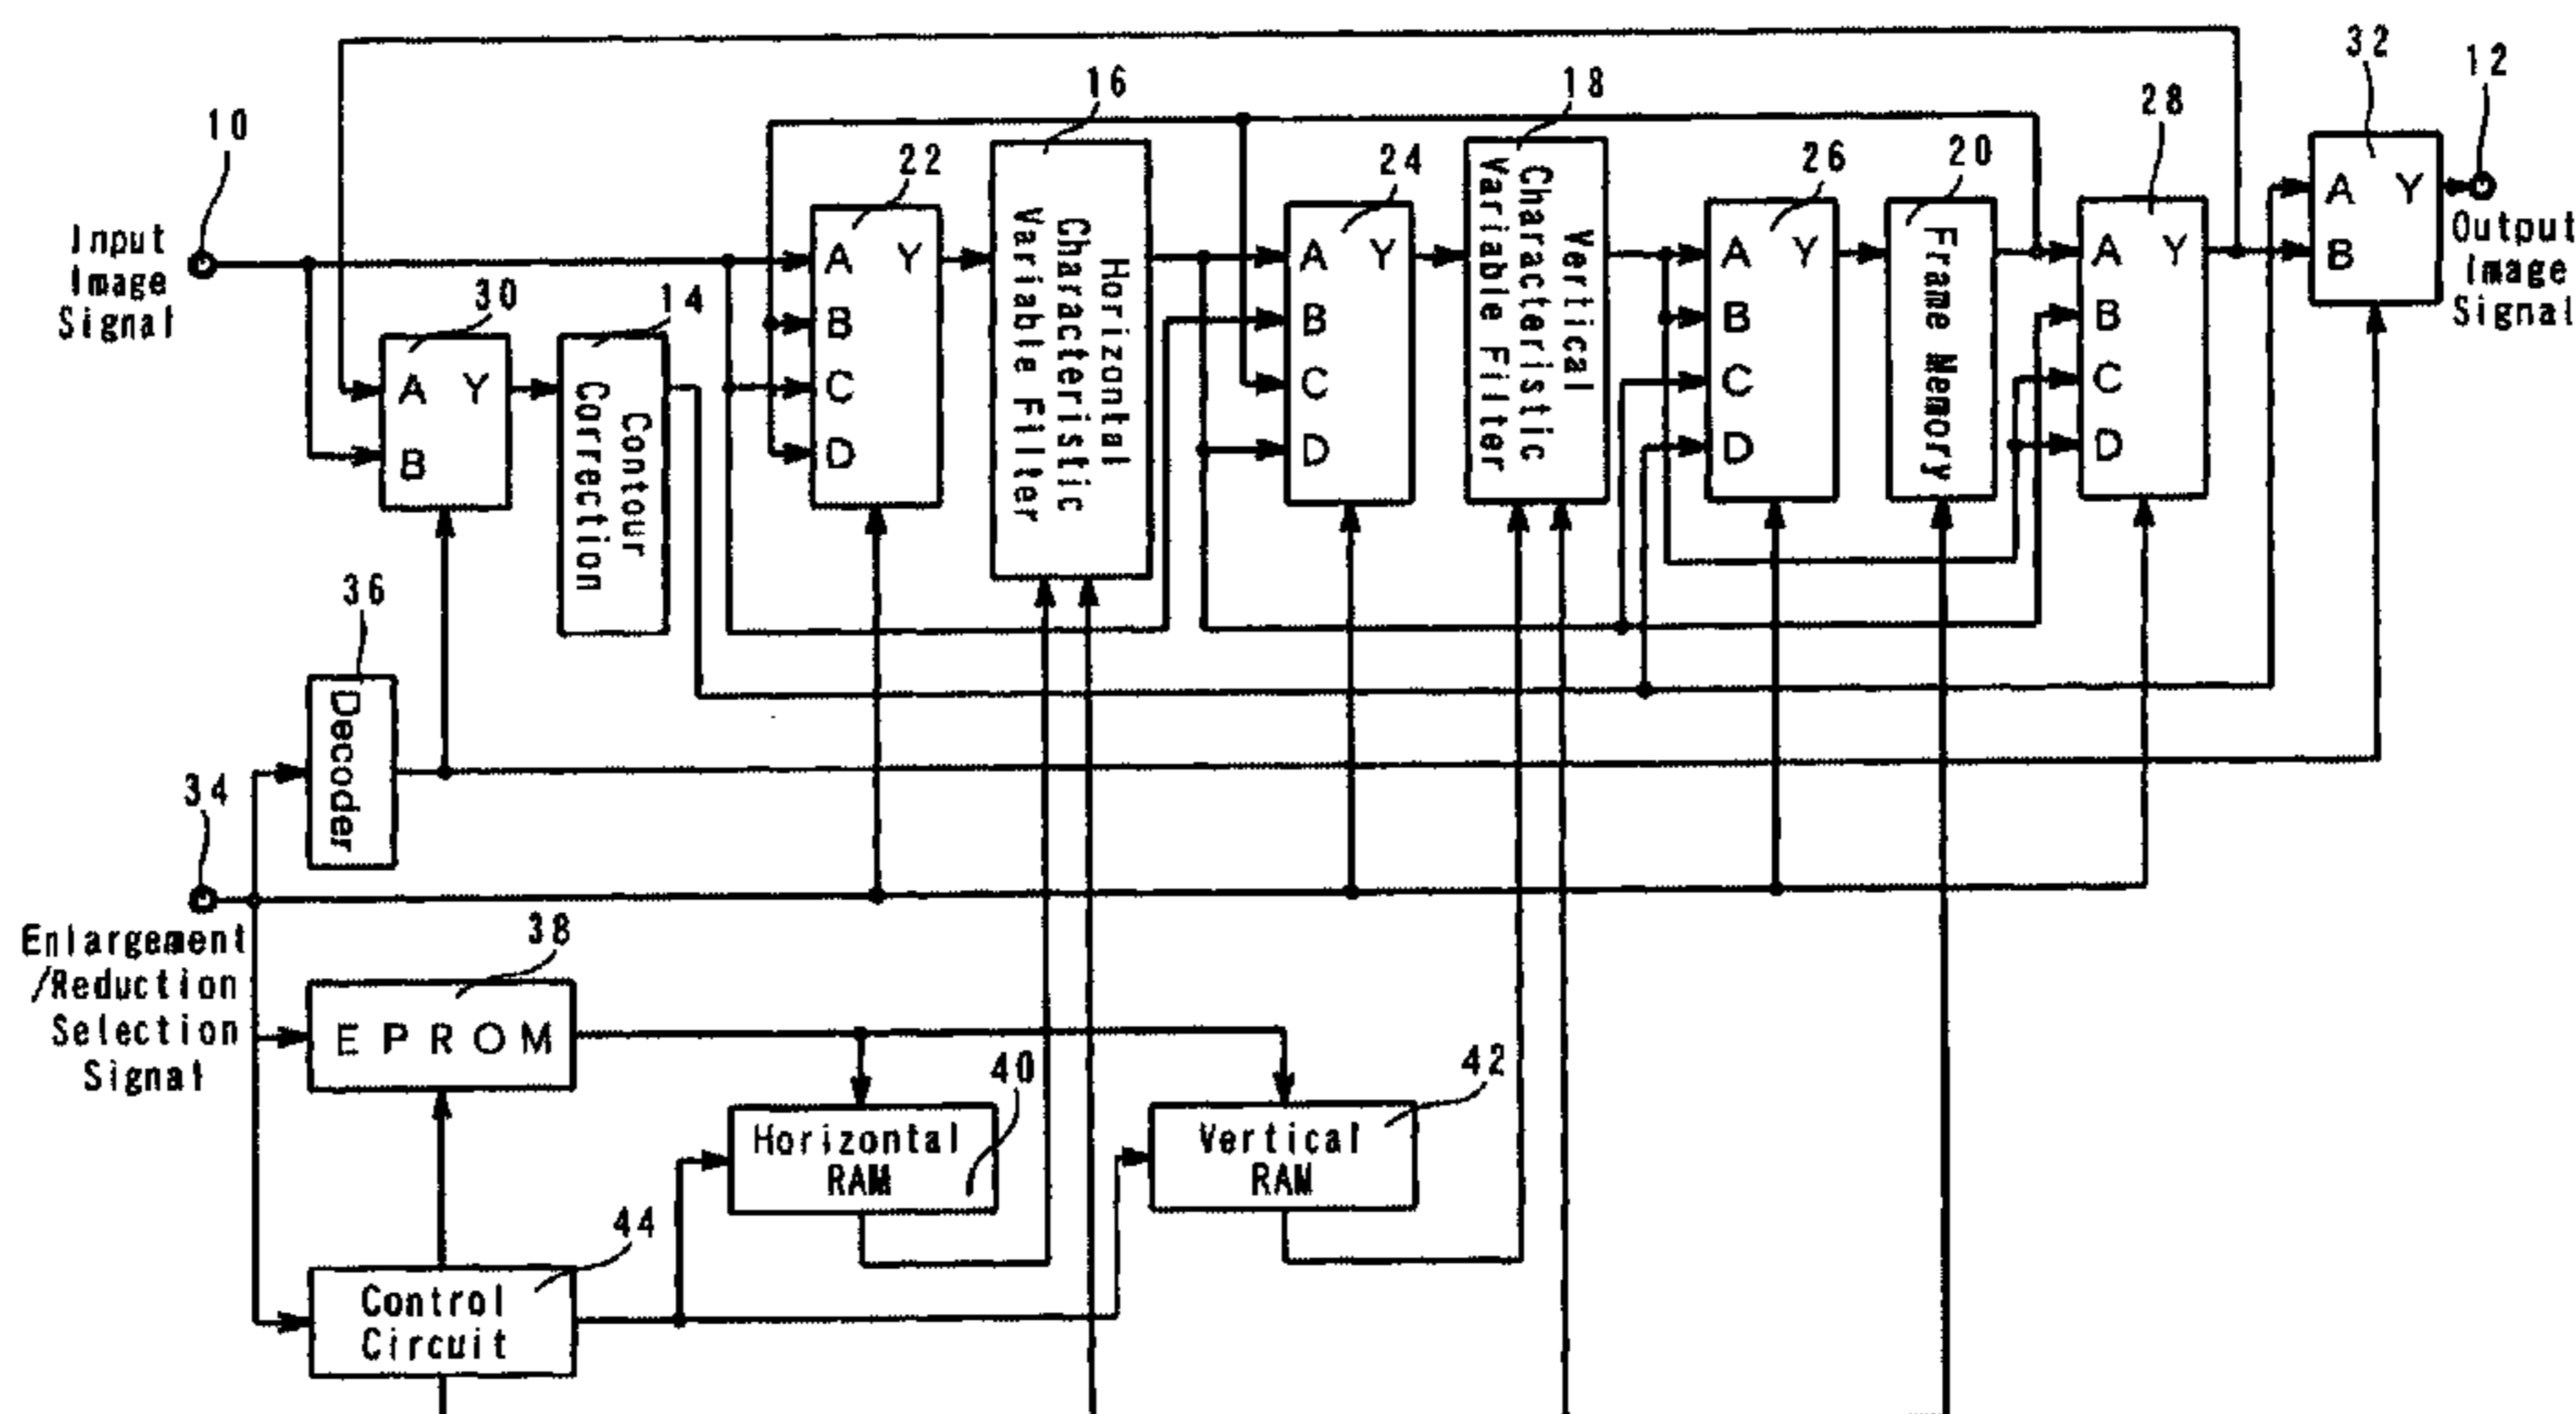 32
12
16
18
28
10
22
24
26
20
Input
Image
Signal
30
14
A Y
B
C
D
Horizontal
Characteristic
Variable Filter
A Y
B
C
D
Vertical
Characteristic
Variable Filter
A Y
B
C
D
Frame Memory
A Y
B
C
D
A Y
B
Output
Image
Signal
A Y
B
Contour
Correction
36
Decoder
34
Enlargement
/Reduction
Selection
Signal
38
EPROM
40
Horizontal
RAM
42
Vertical
RAM
44
Control
Circuit